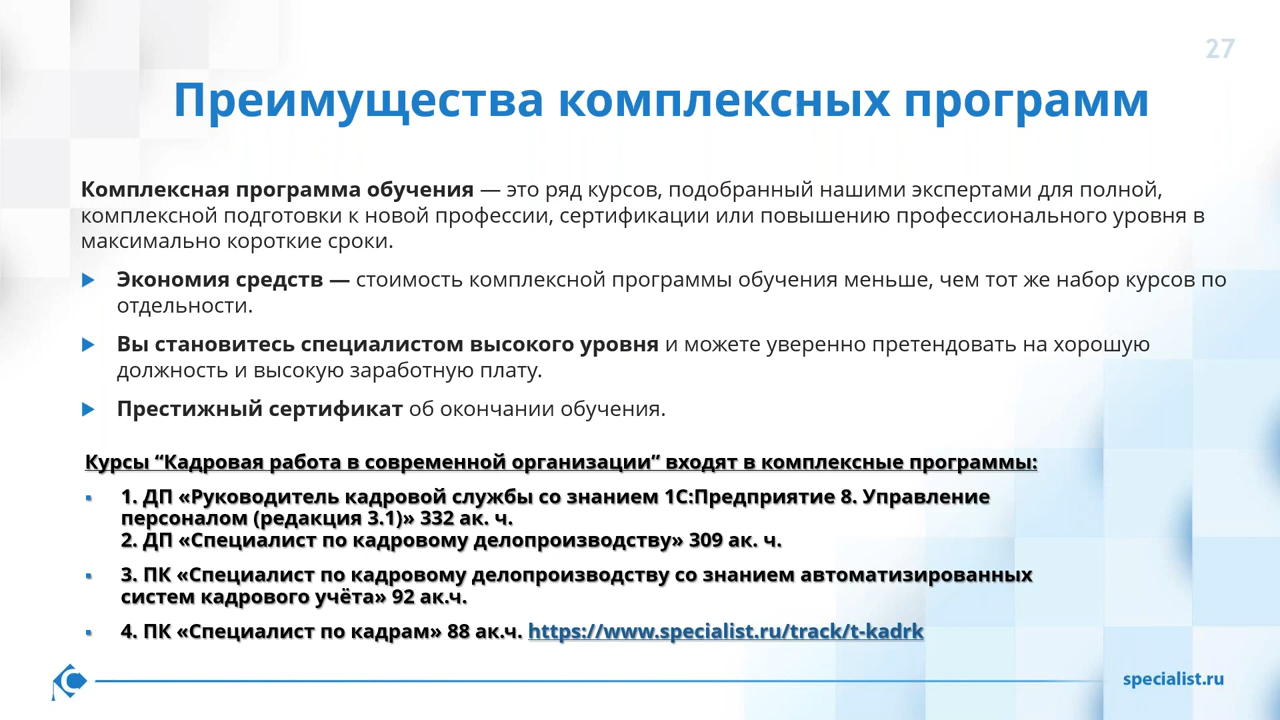 27
Преимущества комплексных программ
Комплексная программа обучения — это ряд курсов, подобранный нашими экспертами для полной,
комплексной подготовки к новой профессии, сертификации или повышению профессионального уровня в
максимально короткие сроки.
Экономия средств — стоимость комплексной программы обучения меньше, чем тот же набор курсов по
отдельности.
Вы становитесь специалистом высокого уровня и можете уверенно претендовать на хорошую
должность и высокую заработную плату.
Престижный сертификат об окончании обучения.
Курсы “Кадровая работа в современной организации” входят в комплексные программы:
1. ДП «Руководитель кадровой службы со знанием 1С:Предприятие 8. Управление
персоналом (редакция 3.1)» 332 ак. ч.
2. ДП «Специалист по кадровому делопроизводству» 309 ак. ч.
3. ПК «Специалист по кадровому делопроизводству со знанием автоматизированных
систем кадрового учёта» 92 ак.ч.
4. ПК «Специалист по кадрам» 88 ак.ч. https://www.specialist.ru/track/t-kadrk
specialist.ru